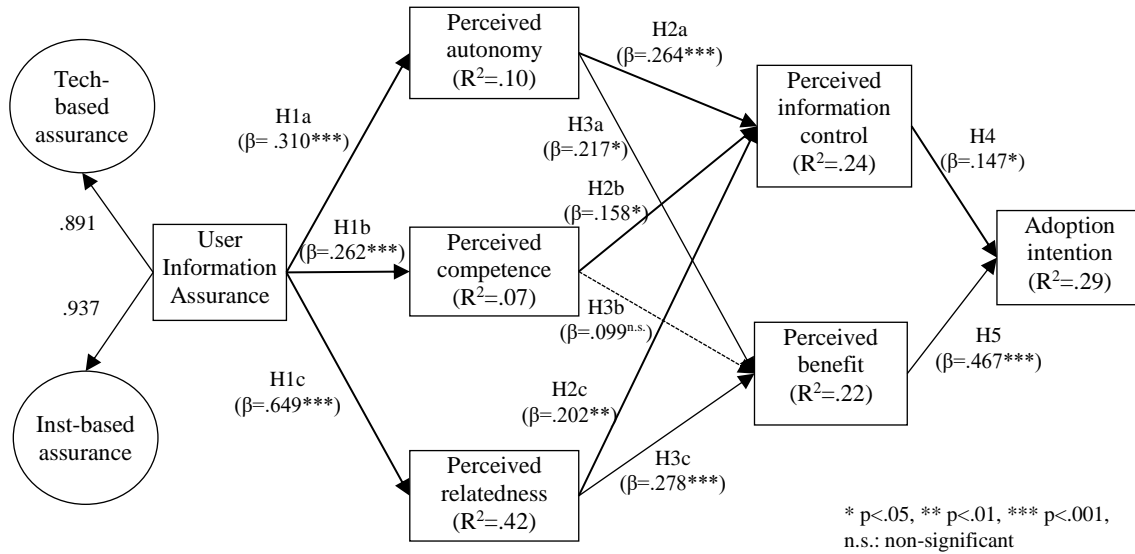 Tech-
based
assurance
.891
.937
Inst-based
assurance
User
Information
Assurance
H1a
(β= .310***)
H1b
(β=.262***)
H1c
(β=.649***)
Perceived
autonomy
(R²=.10)
Perceived
competence
(R²=.07)
Perceived
relatedness
(R²=.42)
H2a
(β=.264***)
H3a
(β=.217*)
H2b
(β=.158*)
H3b
(β=.099ⁿ·ˢ·)
H2c
(β=.202**)
H3c
(β=.278***)
Perceived
information
control
(R²=.24)
Perceived
benefit
(R²=.22)
H4
(β=.147*)
H5
(β=.467***)
Adoption
intention
(R²=.29)
* p<.05, ** p<.01, *** p<.001,
n.s.: non-significant